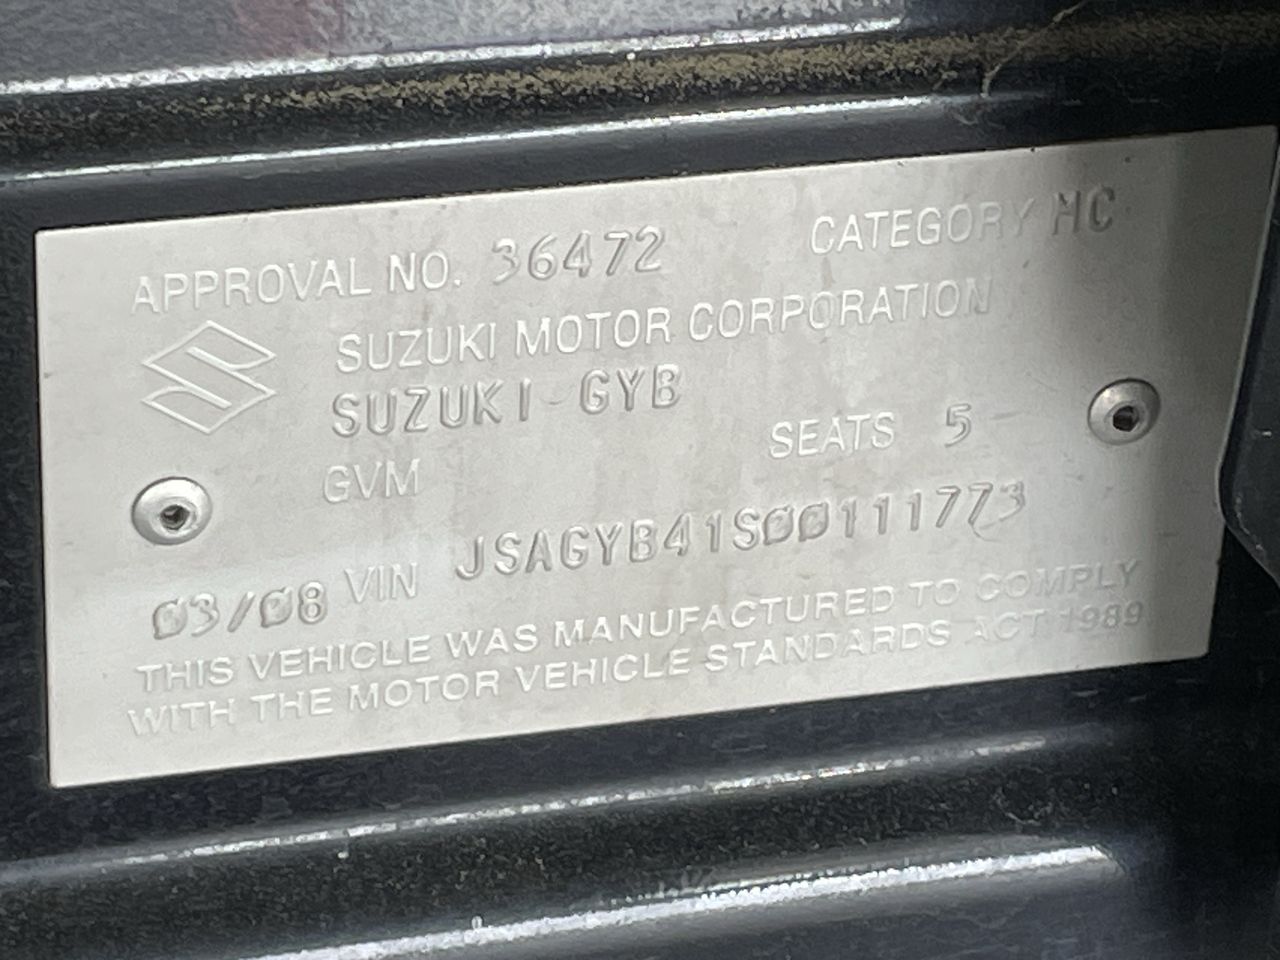 APPROVAL NO. 36472 CATEGORY MC
SUZUKI MOTOR CORPORATION
SUZUKI GYB
GVM SEATS 5
03/08 VIN JSAGYB41S00111773
THIS VEHICLE WAS MANUFACTURED TO COMPLY
WITH THE MOTOR VEHICLE STANDARDS ACT 1989